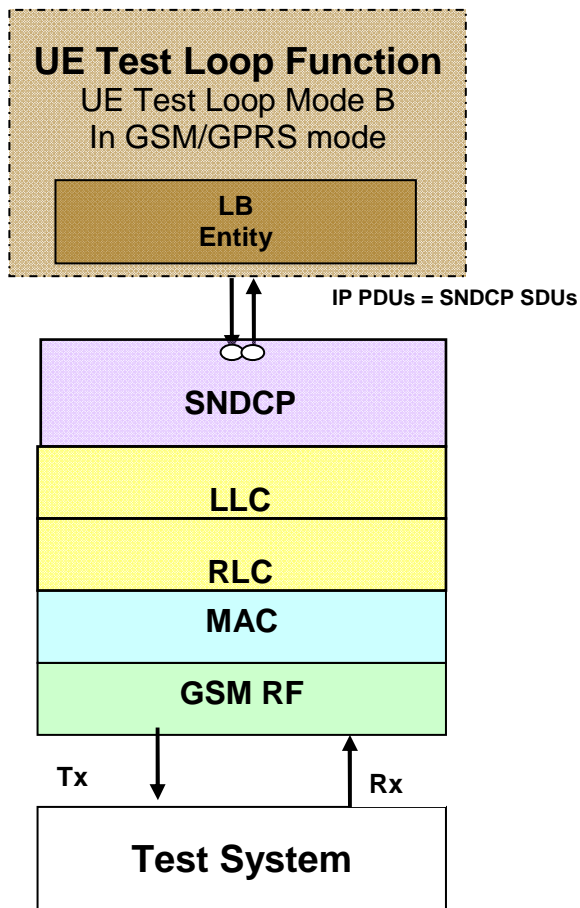 UE Test Loop Function
UE Test Loop Mode B
In GSM/GPRS mode
LB
Entity
IP PDUs = SNDCP SDUs
SNDCP
LLC
RLC
MAC
GSM RF
Tx
Rx
Test System